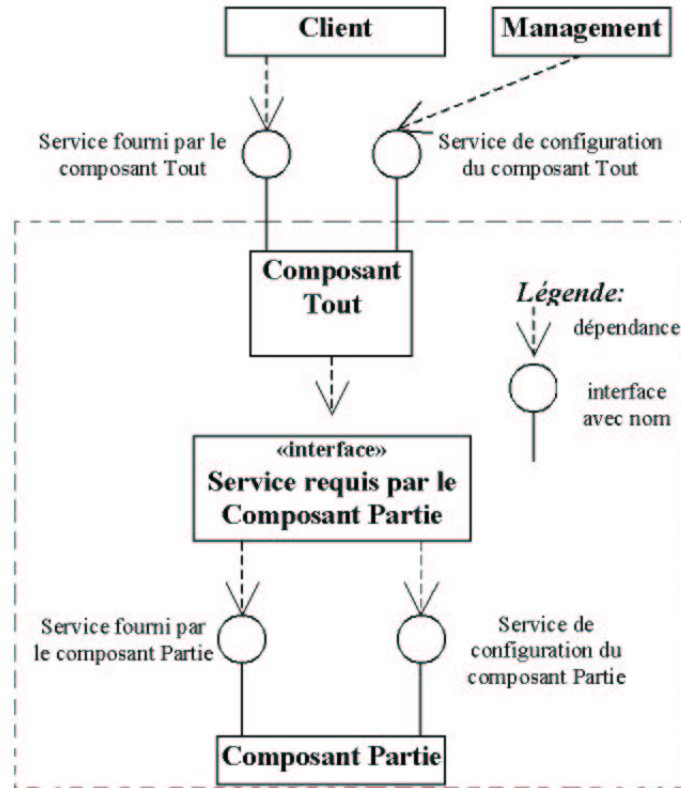 Client
Management
Service fourni par le
composant Tout
Service de configuration
du composant Tout
Composant
Tout
Légende:
dépendance
interface
avec nom
«interface»
Service requis par le
Composant Partie
Service fourni par
le composant Partie
Service de
configuration du
composant Partie
Composant Partie